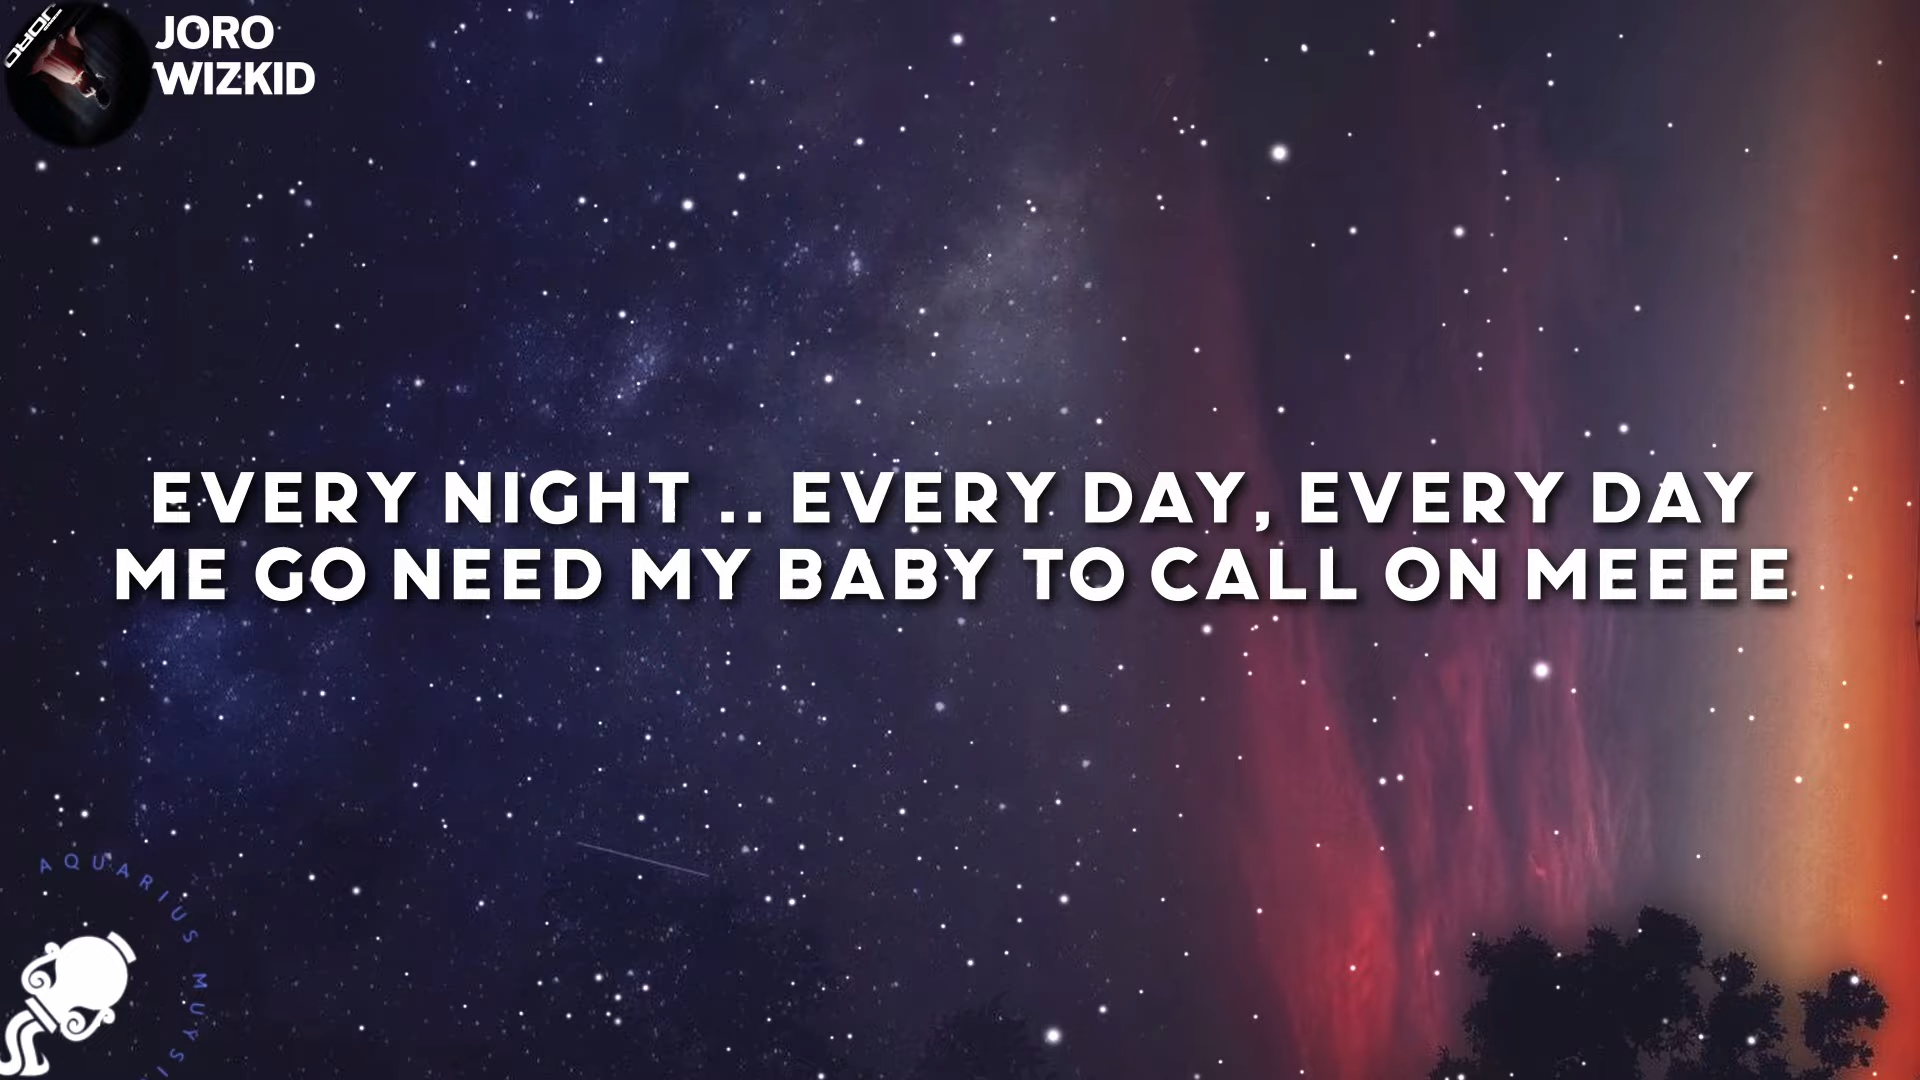 JORO
JORO
WIZKID
EVERY NIGHT .. EVERY DAY, EVERY DAY
ME GO NEED MY BABY TO CALL ON MEEEE
AQUARIUS MUYSI